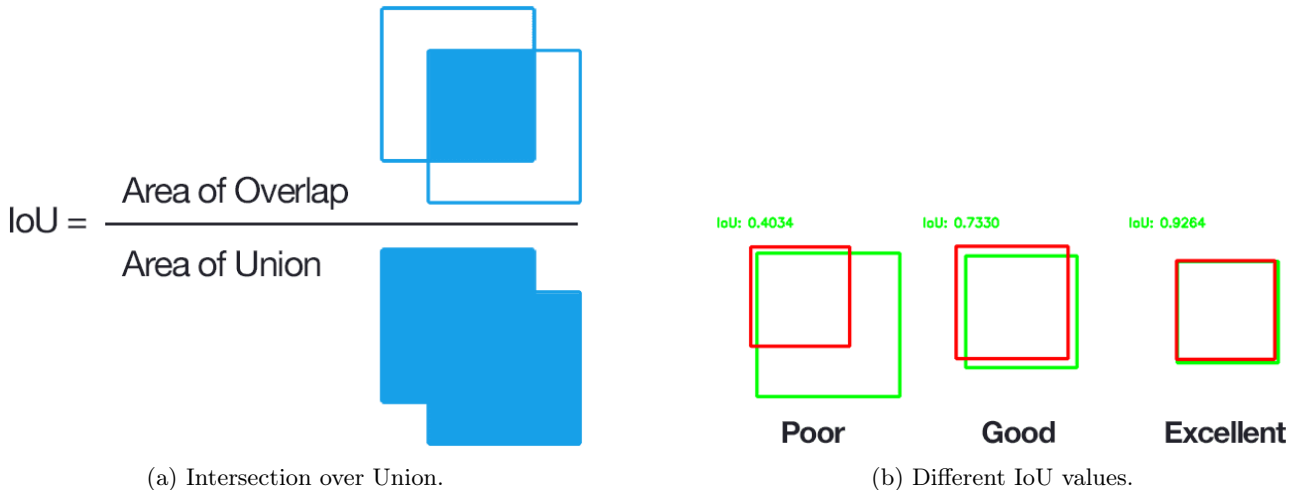 Area of Overlap
IoU =
Area of Union
(a) Intersection over Union.
IoU: 0.4034
IoU: 0.7330
IoU: 0.9264
Poor
Good
Excellent
(b) Different IoU values.